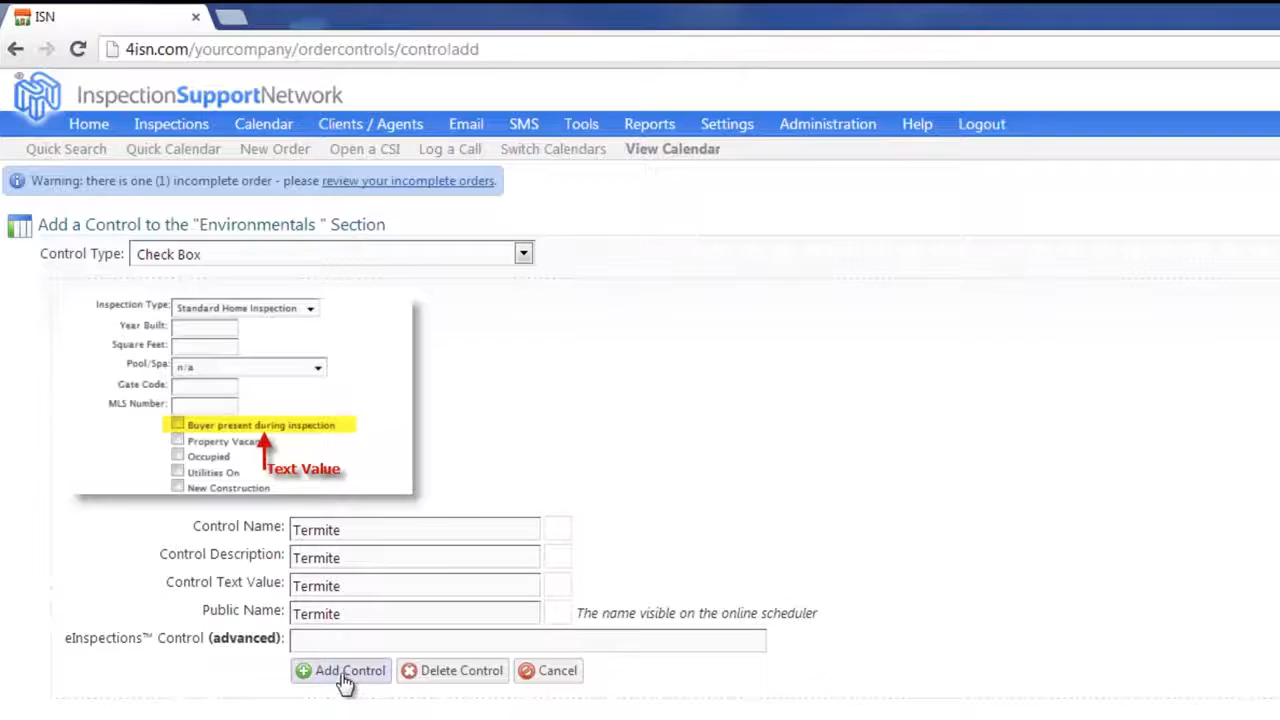 ISN
4isn.com/yourcompany/ordercontrols/controladd
InspectionSupportNetwork
Home Inspections Calendar Clients / Agents Email SMS Tools Reports Settings Administration Help Logout
Quick Search Quick Calendar New Order Open a CSI Log a Call Switch Calendars View Calendar
Warning: there is one (1) incomplete order - please review your incomplete orders.
Add a Control to the "Environmentals " Section
Control Type: Check Box
Inspection Type: Standard Home Inspection
Year Built:
Square Feet:
Pool/Spa: n/a
Gate Code:
MLS Number:
Buyer present during inspection
Property Vacan
Occupied
Text Value
Utilities On
New Construction
Control Name: Termite
Control Description: Termite
Control Text Value: Termite
Public Name: Termite The name visible on the online scheduler
eInspections™ Control (advanced):
Add Control Delete Control Cancel